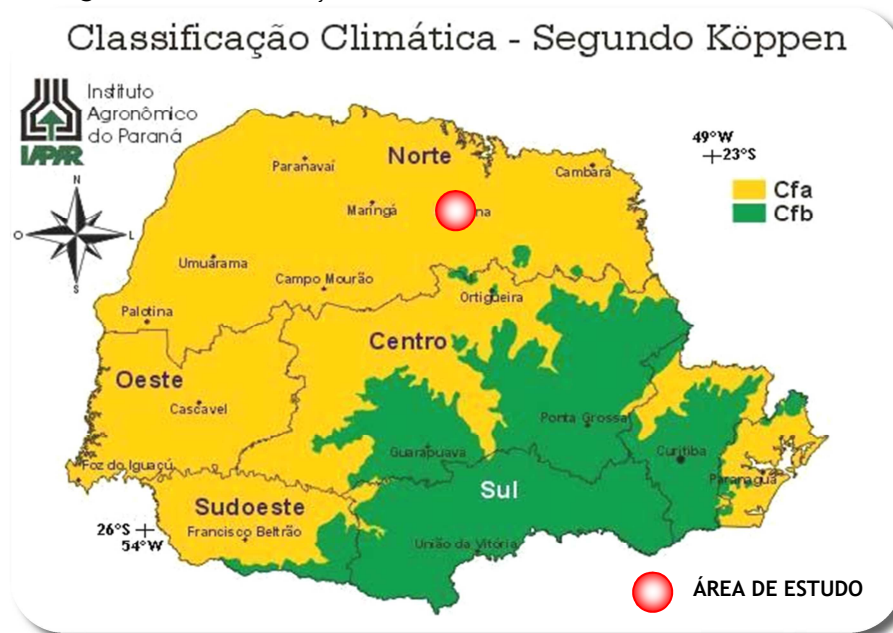 Classificação Climática - Segundo Köppen
Instituto
Agronômico
do Paraná
IAPAR
N
O
L
S
49°W
23°S
Cfa
Cfb
Norte
Paranavaí
Cambará
Maringá
na
Umuarama
Campo Mourão
Ortigueira
Palotina
Centro
Oeste
Cascavel
Ponta Grossa
Guarapuava
Curitiba
Foz do Iguaçú
Paranaguá
Sul
Sudoeste
26°S
54°W
Francisco Beltrão
União da Vitória
ÁREA DE ESTUDO